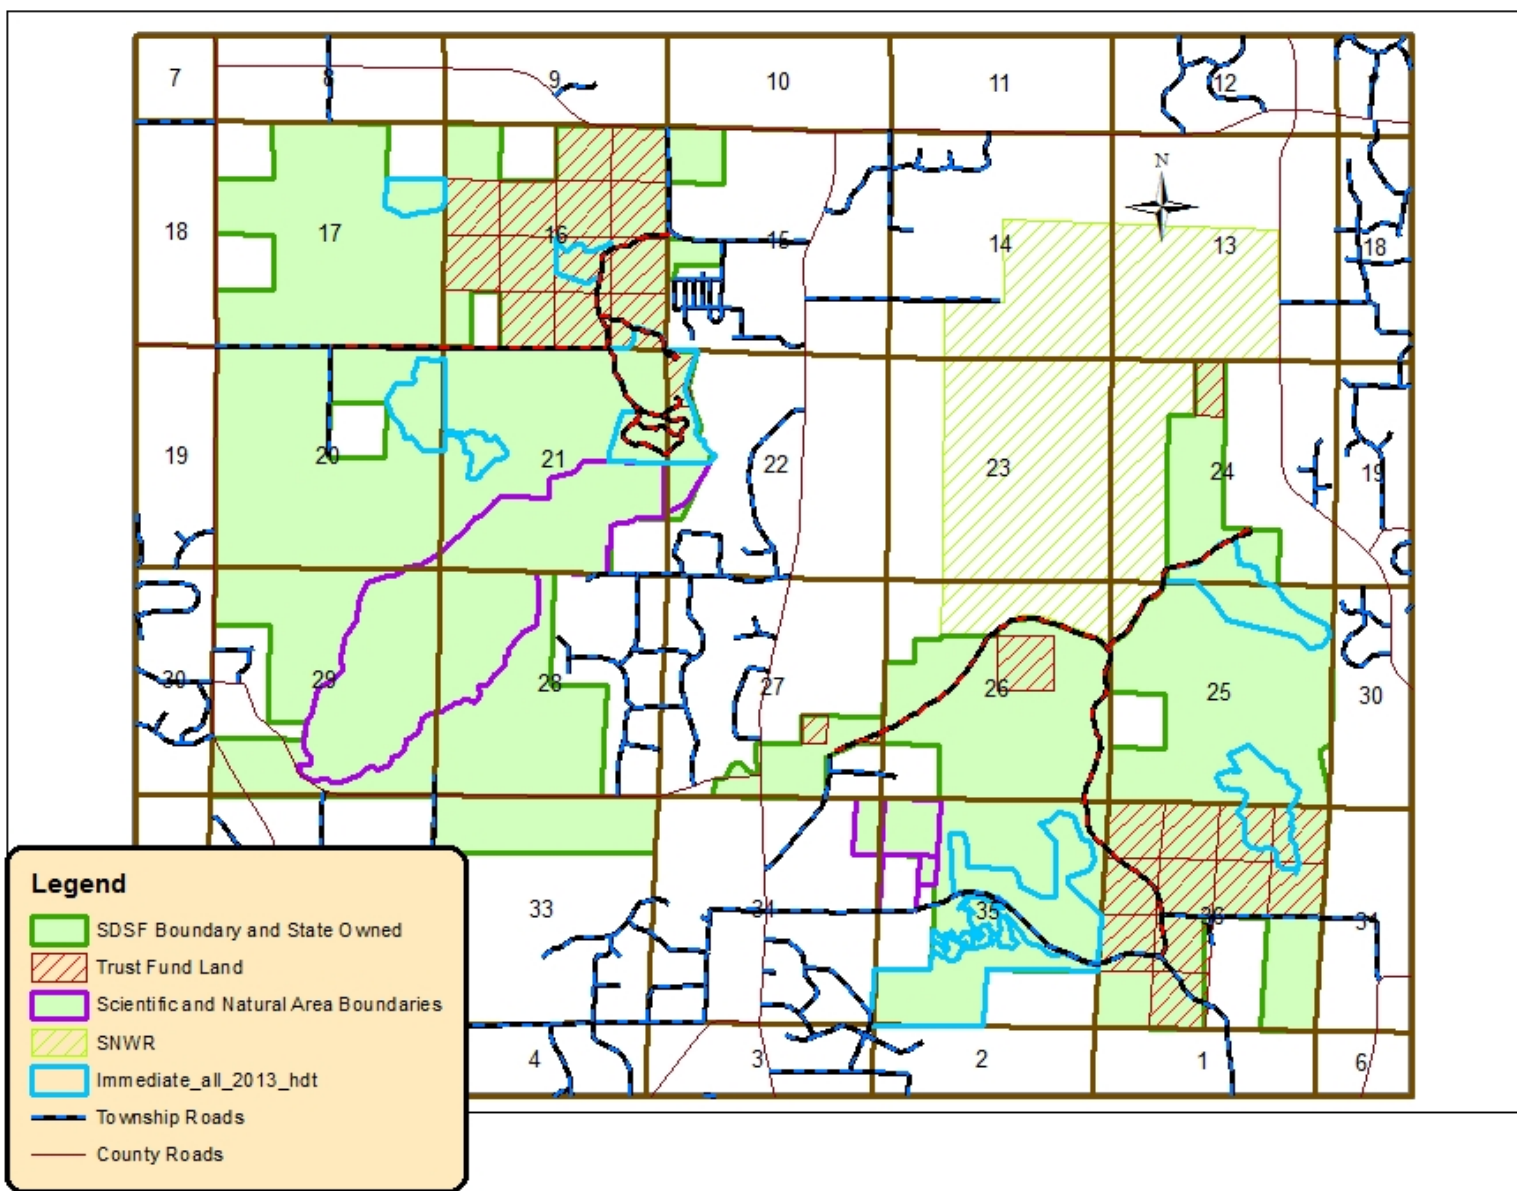 7 8 9 10 11 12
N
18 17 16 15 14 13 18
19 20 21 22 23 24 19
30 29 28 27 26 25 30
33 34 35 36 31
4 3 2 1 6
Legend
SDSF Boundary and State Owned
Trust Fund Land
Scientific and Natural Area Boundaries
SNWR
Immediate_all_2013_hdt
Township Roads
County Roads